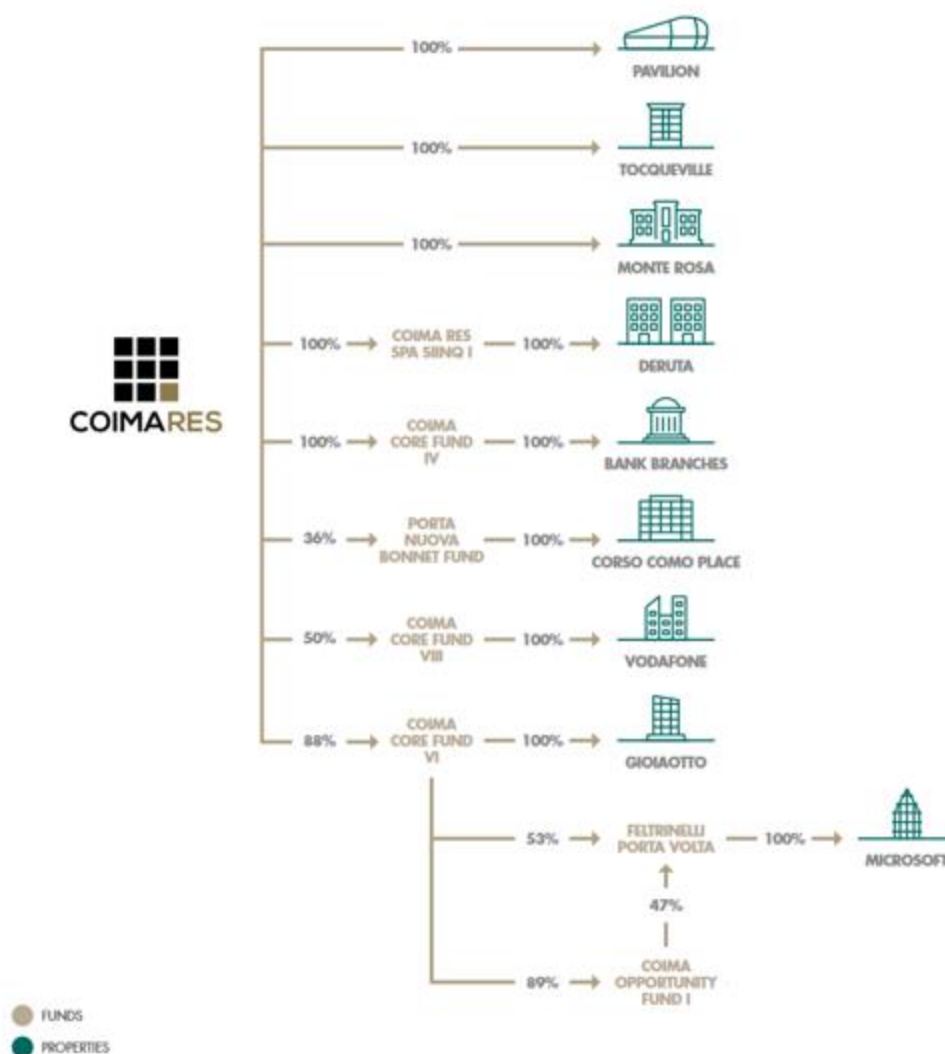 100%
PAVILION
100%
TOCQUEVILLE
100%
MONTE ROSA
100%
COIMA RES
SPA SIINQ I
100%
DERUTA
COIMARES
100%
COIMA
CORE FUND
IV
100%
BANK BRANCHES
36%
PORTA
NUOVA
BONNET FUND
100%
CORSO COMO PLACE
50%
COIMA
CORE FUND
VIII
100%
VODAFONE
88%
COIMA
CORE FUND
VI
100%
GIOIAOTTO
53%
FELTRINELLI
PORTA VOLTA
100%
MICROSOFT
47%
89%
COIMA
OPPORTUNITY
FUND I
FUNDS
PROPERTIES